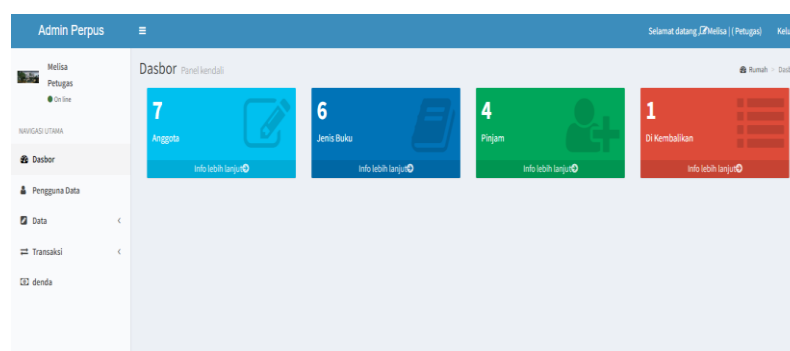 Admin Perpus
Selamat datang, Melisa | ( Petugas)
Melisa
Petugas
Online
NAVIGASI UTAMA
Dasbor
Pengguna Data
Data
Transaksi
denda
Dasbor Panel kendali
Rumah >
7
Anggota
Info lebih lanjut
6
Jenis Buku
Info lebih lanjut
4
Pinjam
Info lebih lanjut
1
Di Kembalikan
Info lebih lanjut